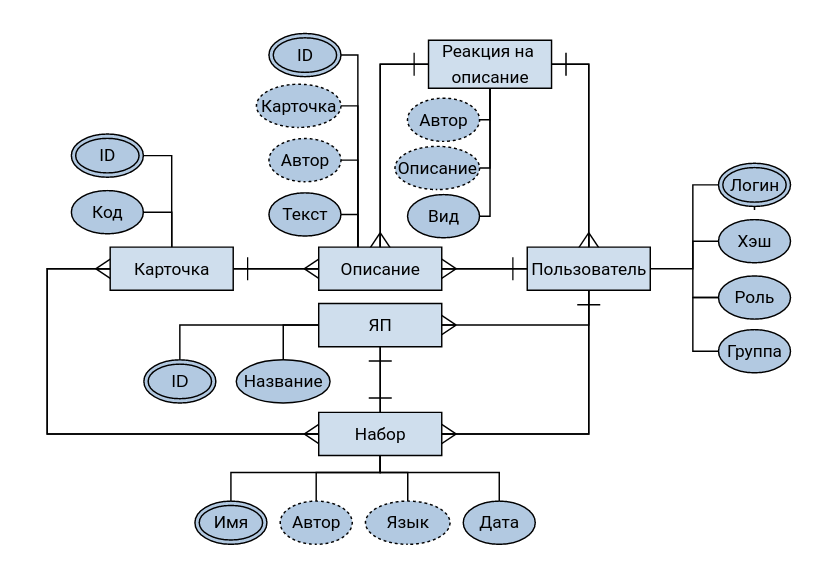 ID
Карточка
Автор
Текст
Реакция на
описание
Автор
Описание
Вид
ID
Код
Логин
Хэш
Роль
Группа
Карточка
Описание
Пользователь
ЯП
ID
Название
Набор
Имя
Автор
Язык
Дата